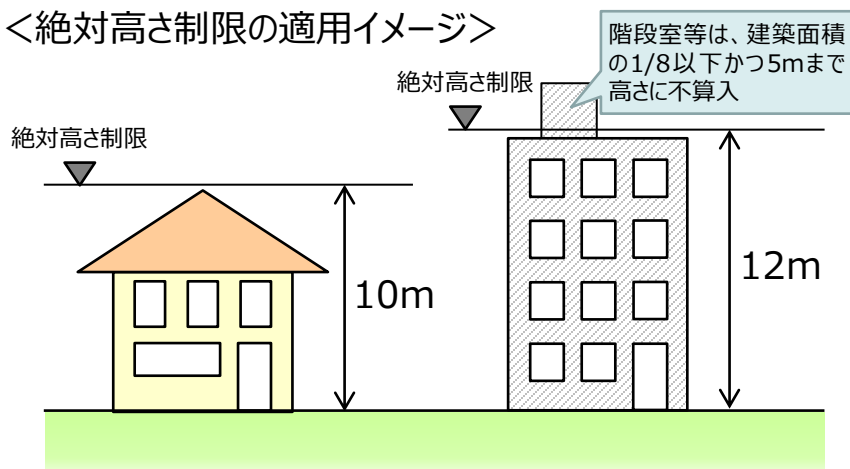 ＜絶対高さ制限の適用イメージ＞
階段室等は、建築面積
の1/8以下かつ5mまで
高さに不算入
絶対高さ制限
絶対高さ制限
10m
12m